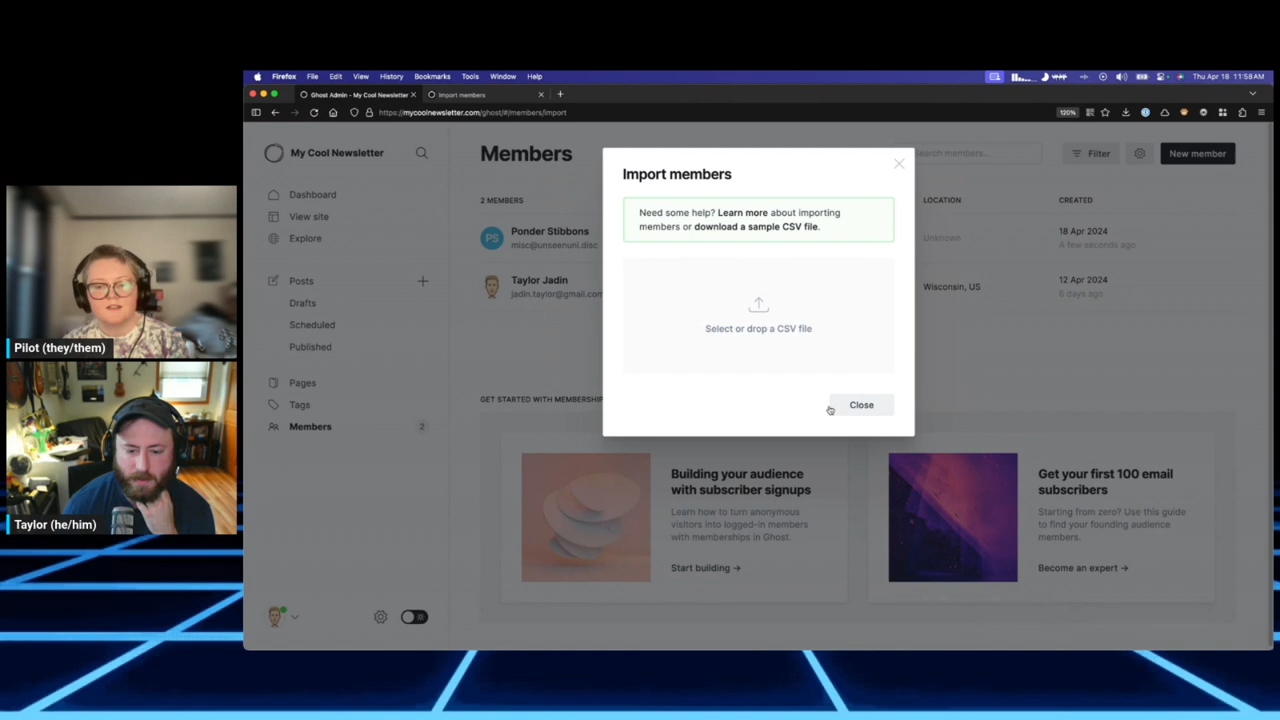 Firefox File Edit View History Bookmarks Tools Window Help
Thu Apr 18 11:58 AM
Ghost Admin - My Cool Newsletter
Import members
https://mycoolnewsletter.com/ghost/#/members/import
120%
My Cool Newsletter
Dashboard
View site
Explore
Posts
Drafts
Scheduled
Published
Pages
Tags
Members 2
Members
Search members...
Filter
New member
2 MEMBERS
LOCATION
CREATED
PS
Ponder Stibbons
misc@unseenuni.disc
Unknown
18 Apr 2024
A few seconds ago
Taylor Jadin
jadin.taylor@gmail.com
Wisconsin, US
12 Apr 2024
6 days ago
Import members
Need some help? Learn more about importing
members or download a sample CSV file.
Select or drop a CSV file
Close
GET STARTED WITH MEMBERSHIP
Building your audience
with subscriber signups
Learn how to turn anonymous
visitors into logged-in members
with memberships in Ghost.
Start building →
Get your first 100 email
subscribers
Starting from zero? Use this guide
to find your founding audience
members.
Become an expert →
Pilot (they/them)
Taylor (he/him)